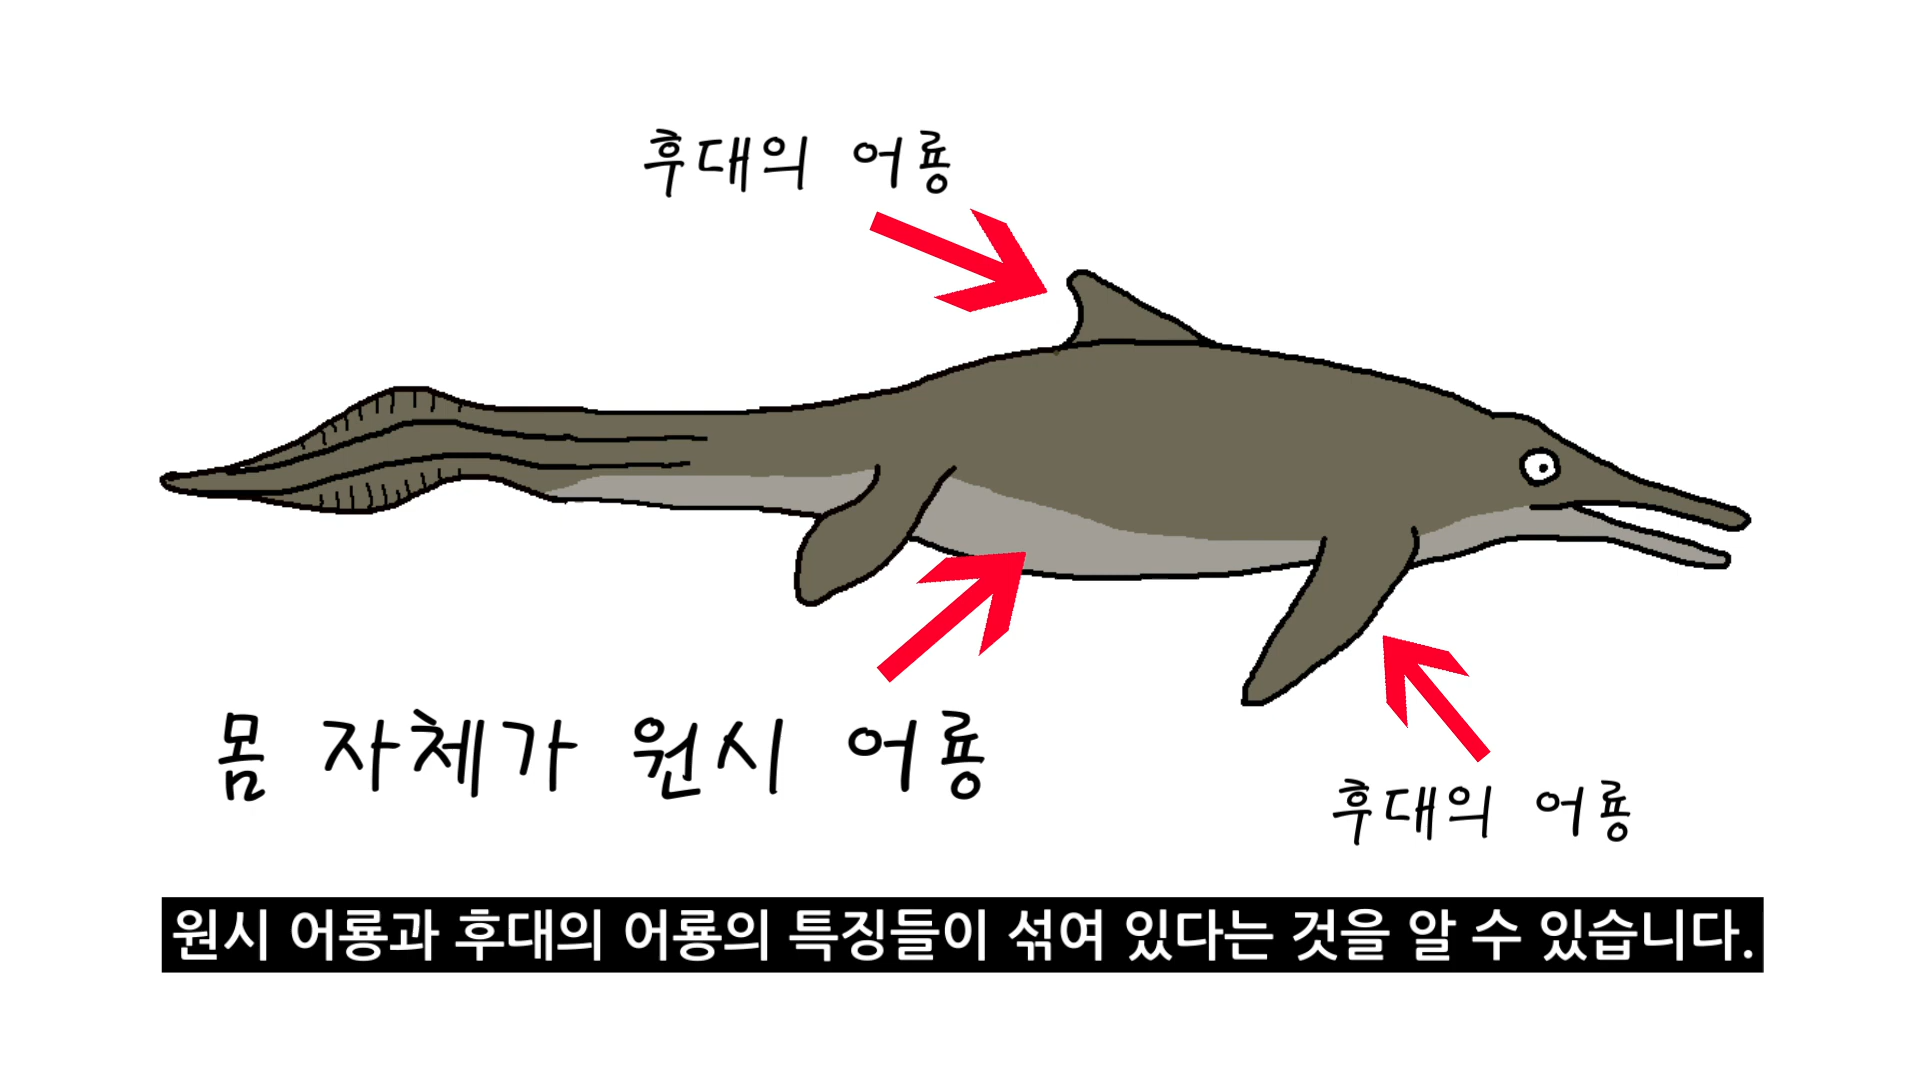 후대의 어룡
몸 자체가 원시 어룡
후대의 어룡
원시 어룡과 후대의 어룡의 특징들이 섞여 있다는 것을 알 수 있습니다.